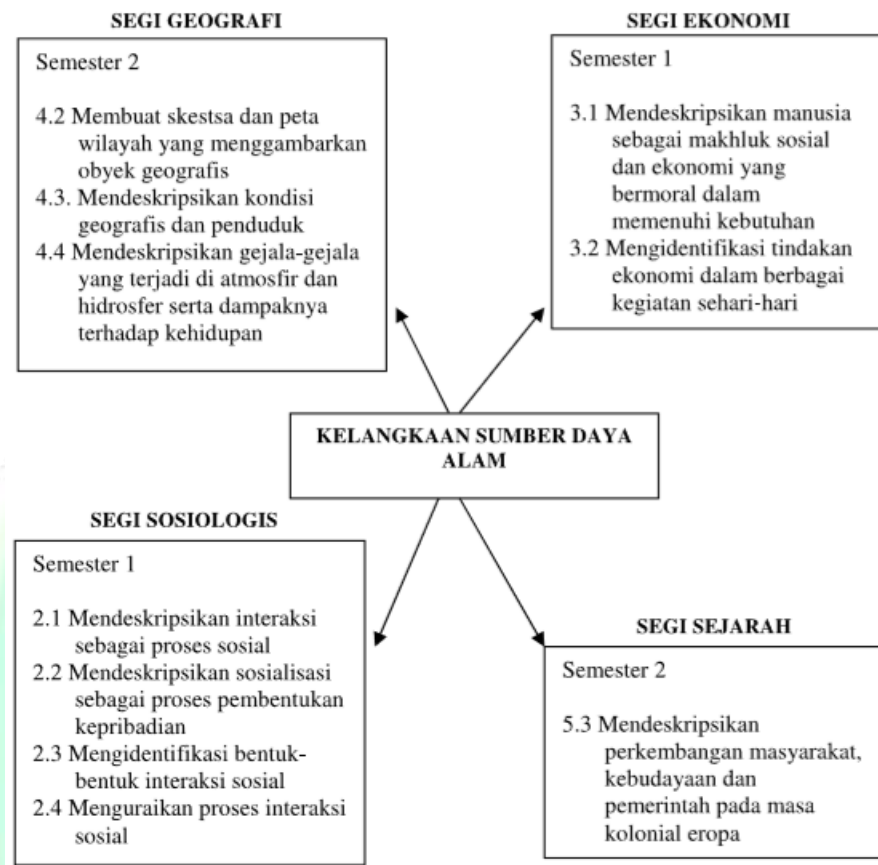 SEGI GEOGRAFI
Semester 2
4.2 Membuat skestsa dan peta
wilayah yang menggambarkan
obyek geografis
4.3. Mendeskripsikan kondisi
geografis dan penduduk
4.4 Mendeskripsikan gejala-gejala
yang terjadi di atmosfir dan
hidrosfer serta dampaknya
terhadap kehidupan
SEGI EKONOMI
Semester 1
3.1 Mendeskripsikan manusia
sebagai makhluk sosial
dan ekonomi yang
bermoral dalam
memenuhi kebutuhan
3.2 Mengidentifikasi tindakan
ekonomi dalam berbagai
kegiatan sehari-hari
KELANGKAAN SUMBER DAYA
ALAM
SEGI SOSIOLOGIS
Semester 1
2.1 Mendeskripsikan interaksi
sebagai proses sosial
2.2 Mendeskripsikan sosialisasi
sebagai proses pembentukan
kepribadian
2.3 Mengidentifikasi bentuk-
bentuk interaksi sosial
2.4 Menguraikan proses interaksi
sosial
SEGI SEJARAH
Semester 2
5.3 Mendeskripsikan
perkembangan masyarakat,
kebudayaan dan
pemerintah pada masa
kolonial eropa